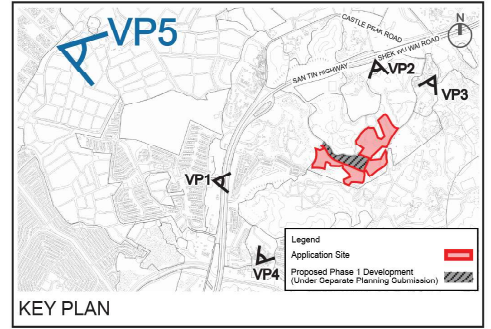 VP5
CASTLE PEAK ROAD
N
SHEK WU WAI ROAD
SAN TIN HIGHWAY
VP2
VP3
VP1
VP4
Legend
Application Site
Proposed Phase 1 Development
(Under Separate Planning Submission)
KEY PLAN